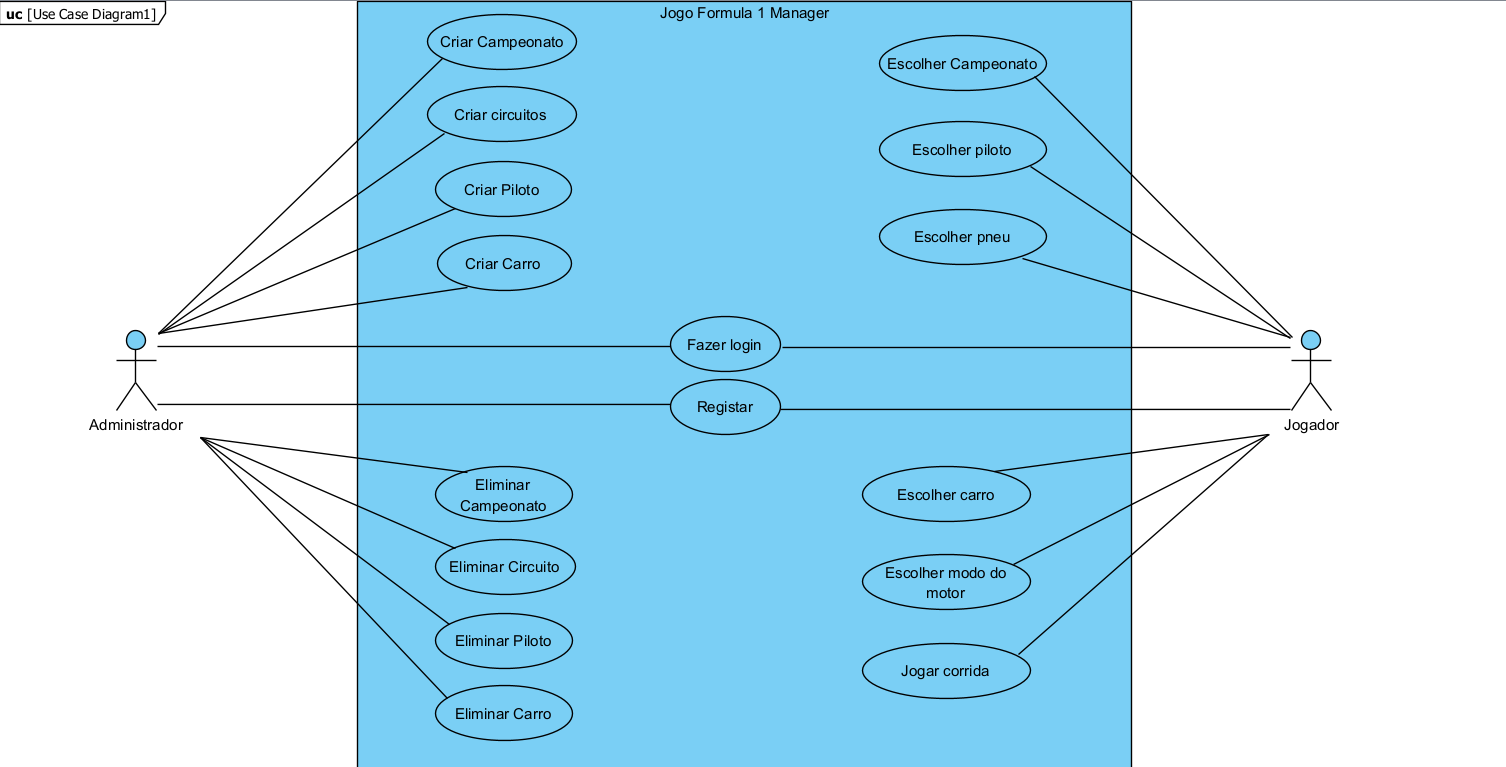 uc [Use Case Diagram1]
Jogo Formula 1 Manager
Criar Campeonato
Criar circuitos
Criar Piloto
Criar Carro
Escolher Campeonato
Escolher piloto
Escolher pneu
Fazer login
Registar
Administrador
Jogador
Eliminar
Campeonato
Eliminar Circuito
Eliminar Piloto
Eliminar Carro
Escolher carro
Escolher modo do
motor
Jogar corrida